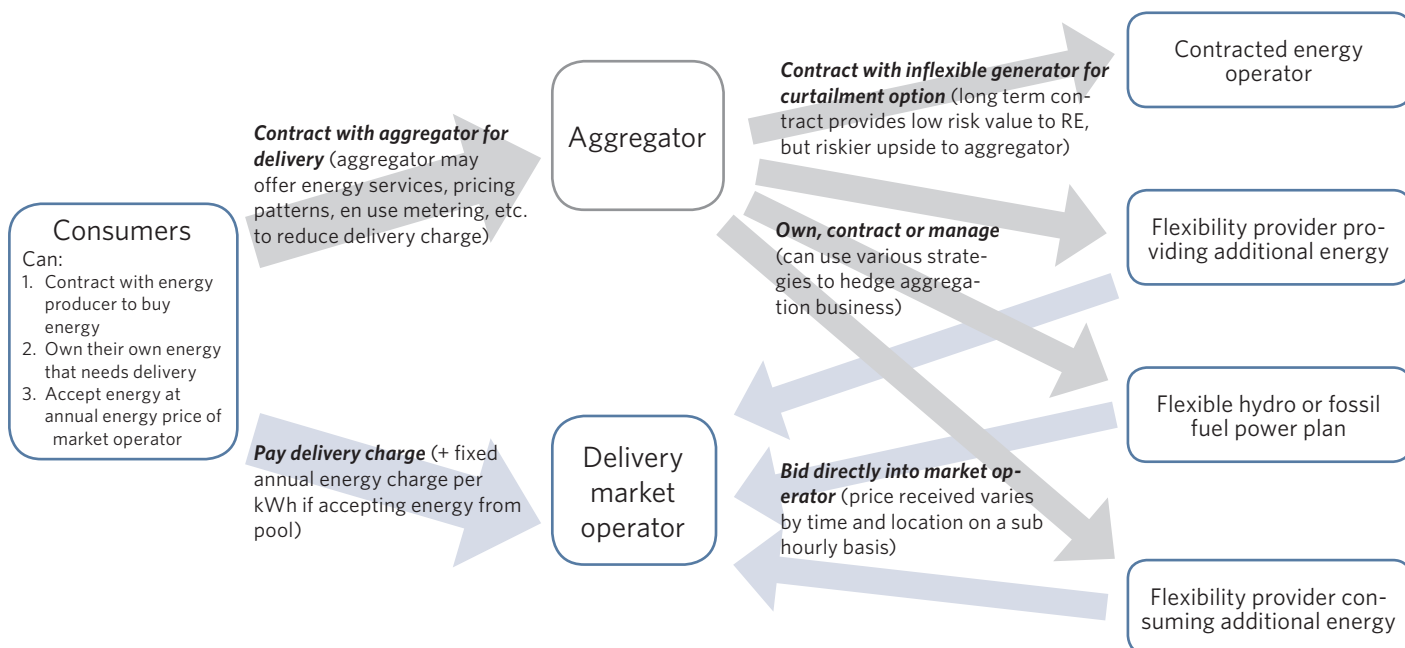 Consumers
Can:
1. Contract with energy
producer to buy
energy
2. Own their own energy
that needs delivery
3. Accept energy at
annual energy price of
market operator
Contract with aggregator for
delivery (aggregator may
offer energy services, pricing
patterns, en use metering, etc.
to reduce delivery charge)
Pay delivery charge (+ fixed
annual energy charge per
kWh if accepting energy from
pool)
Aggregator
Delivery
market
operator
Contract with inflexible generator for
curtailment option (long term con-
tract provides low risk value to RE,
but riskier upside to aggregator)
Own, contract or manage
(can use various strate-
gies to hedge aggrega-
tion business)
Bid directly into market op-
erator (price received varies
by time and location on a sub
hourly basis)
Contracted energy
operator
Flexibility provider pro-
viding additional energy
Flexible hydro or fossil
fuel power plan
Flexibility provider con-
suming additional energy